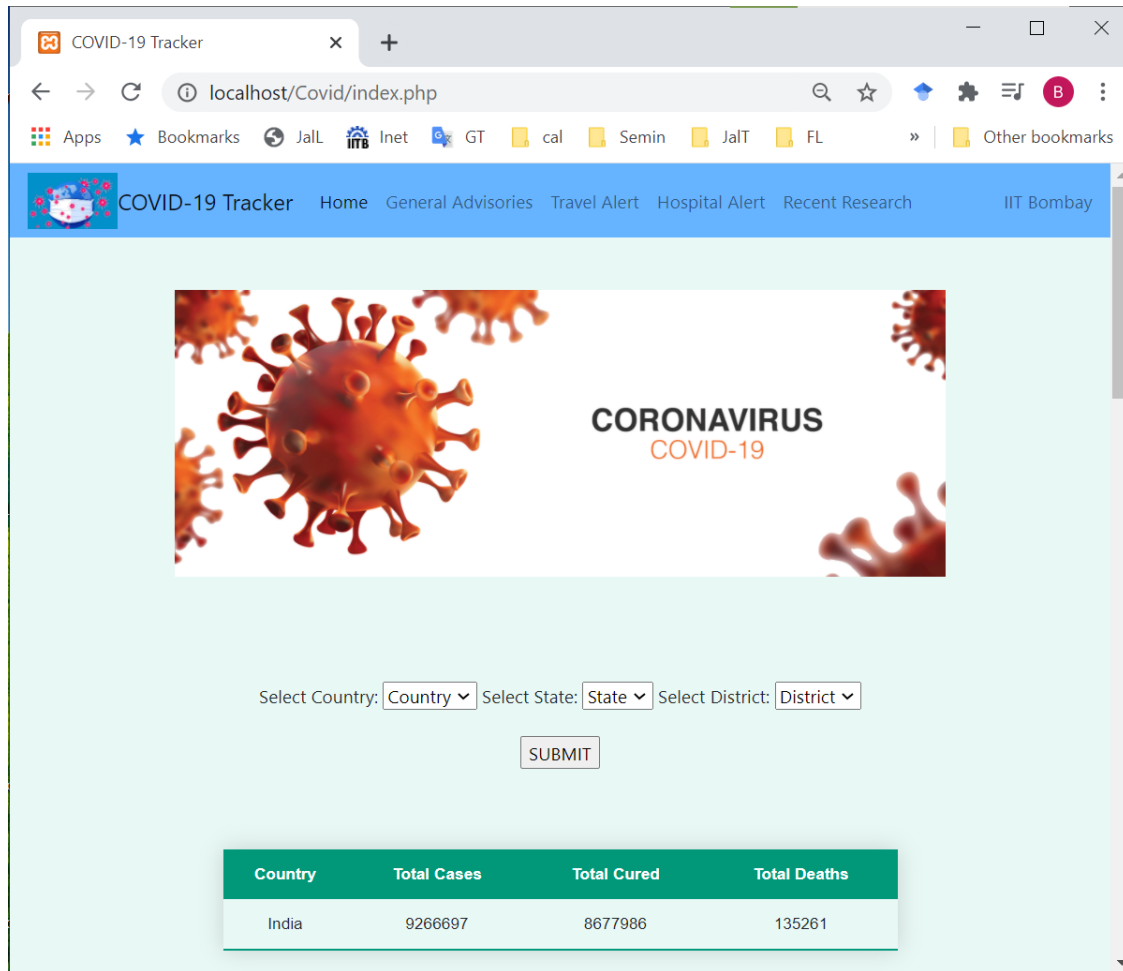 COVID-19 Tracker
localhost/Covid/index.php
B
Apps Bookmarks JalL IITB Inet GT cal Semin JalT FL » Other bookmarks
COVID-19 Tracker Home General Advisories Travel Alert Hospital Alert Recent Research IIT Bombay
CORONAVIRUS
COVID-19
Select Country: Country Select State: State Select District: District
SUBMIT
Country Total Cases Total Cured Total Deaths
India 9266697 8677986 135261